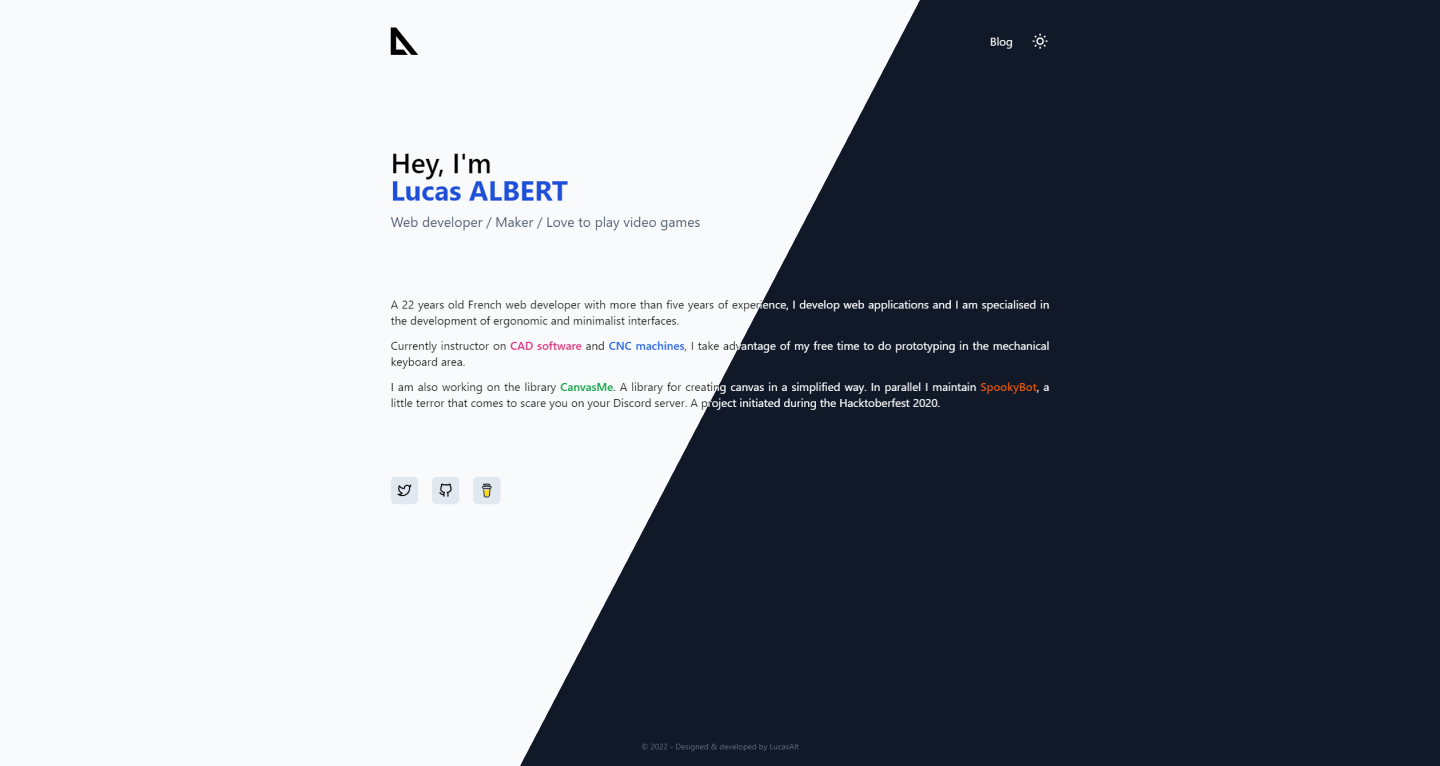 Blog
Hey, I'm
Lucas ALBERT
Web developer / Maker / Love to play video games
A 22 years old French web developer with more than five years of experience, I develop web applications and I am specialised in
the development of ergonomic and minimalist interfaces.
Currently instructor on CAD software and CNC machines, I take advantage of my free time to do prototyping in the mechanical
keyboard area.
I am also working on the library CanvasMe. A library for creating canvas in a simplified way. In parallel I maintain SpookyBot, a
little terror that comes to scare you on your Discord server. A project initiated during the Hacktoberfest 2020.
© 2022 - Designed & developed by LucasAlt